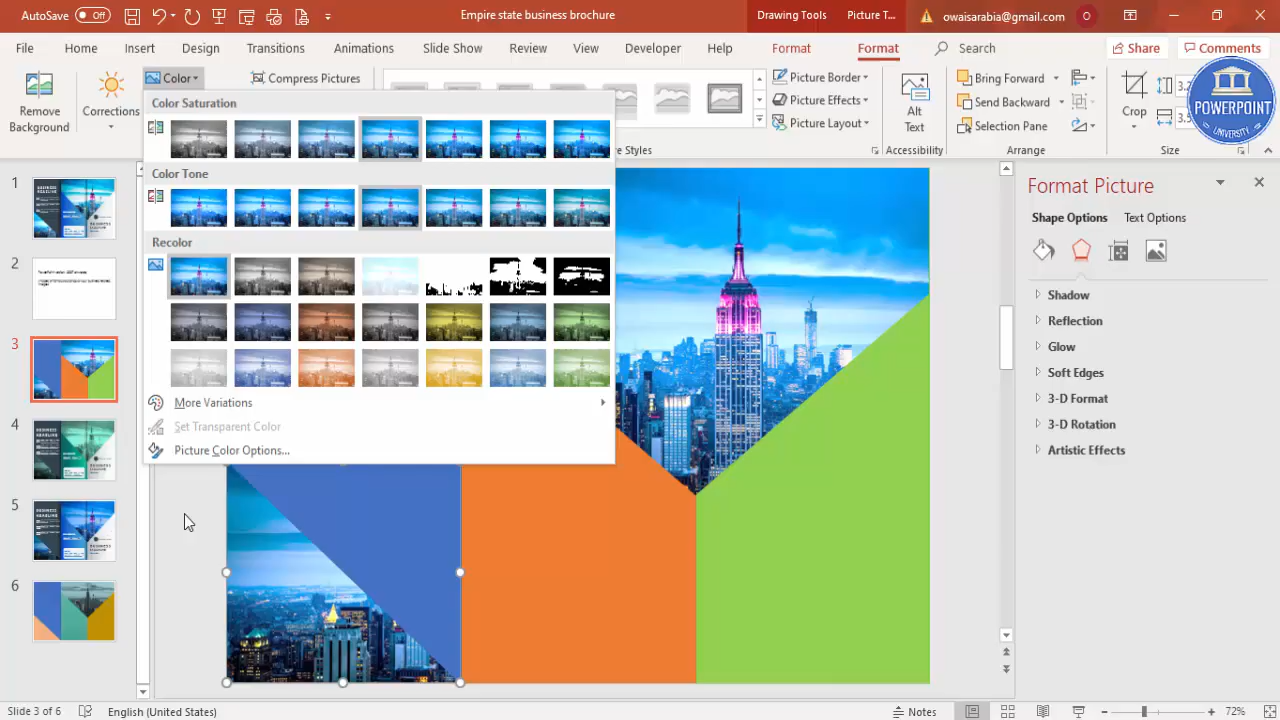 AutoSave Off Empire state business brochure Drawing Tools Picture T... owaisarabia@gmail.com O
File Home Insert Design Transitions Animations Slide Show Review View Developer Help Format Format Search Share Comments
Remove Background
Corrections
Color
Compress Pictures
Picture Border
Picture Effects
Picture Layout
Alt Text
Bring Forward
Send Backward
Selection Pane
Crop
POWERPOINT
UNIVERSITY
Styles Accessibility Arrange Size
Color Saturation
Color Tone
Recolor
More Variations
Set Transparent Color
Picture Color Options...
1
2
3
4
5
6
Format Picture
Shape Options Text Options
Shadow
Reflection
Glow
Soft Edges
3-D Format
3-D Rotation
Artistic Effects
Slide 3 of 6 English (United States) Notes 72%